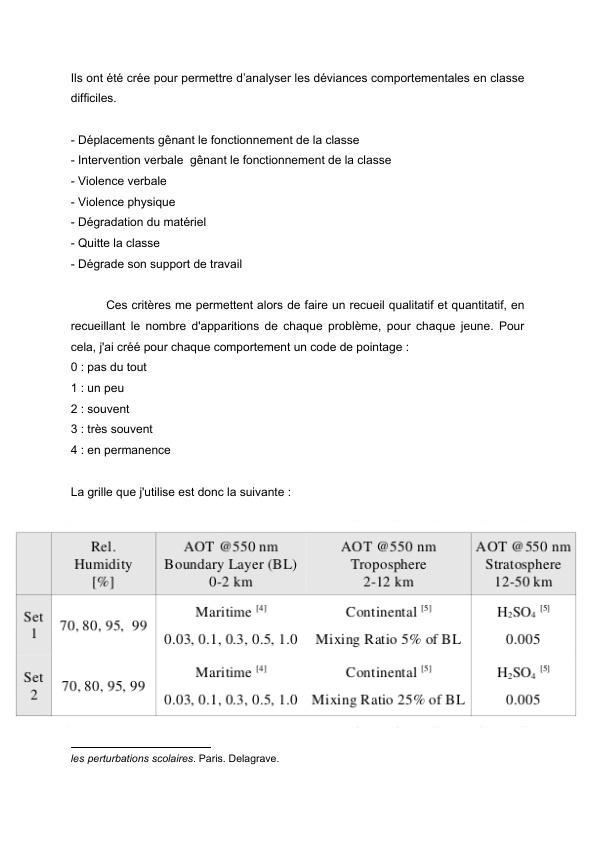 Ils ont été crée pour permettre d'analyser les déviances comportementales en classe
difficiles.
- Déplacements gênant le fonctionnement de la classe
- Intervention verbale  gênant le fonctionnement de la classe
- Violence verbale
- Violence physique
- Dégradation du matériel
- Quitte la classe
- Dégrade son support de travail
Ces critères me permettent alors de faire un recueil qualitatif et quantitatif, en
recueillant le nombre d'apparitions de chaque problème, pour chaque jeune. Pour
cela, j'ai créé pour chaque comportement un code de pointage :
0 : pas du tout
1 : un peu
2 : souvent
3 : très souvent
4 : en permanence
La grille que j'utilise est donc la suivante :
Rel. AOT @550 nm AOT @550 nm AOT @550 nm
Humidity Boundary Layer (BL) Troposphere Stratosphere
[%] 0-2 km 2-12 km 12-50 km
Set 1 70, 80, 95, 99 Maritime [4] Continental [5] H₂SO₄ [5]
0.03, 0.1, 0.3, 0.5, 1.0 Mixing Ratio 5% of BL 0.005
Set 2 70, 80, 95, 99 Maritime [4] Continental [5] H₂SO₄ [5]
0.03, 0.1, 0.3, 0.5, 1.0 Mixing Ratio 25% of BL 0.005
les perturbations scolaires. Paris. Delagrave.